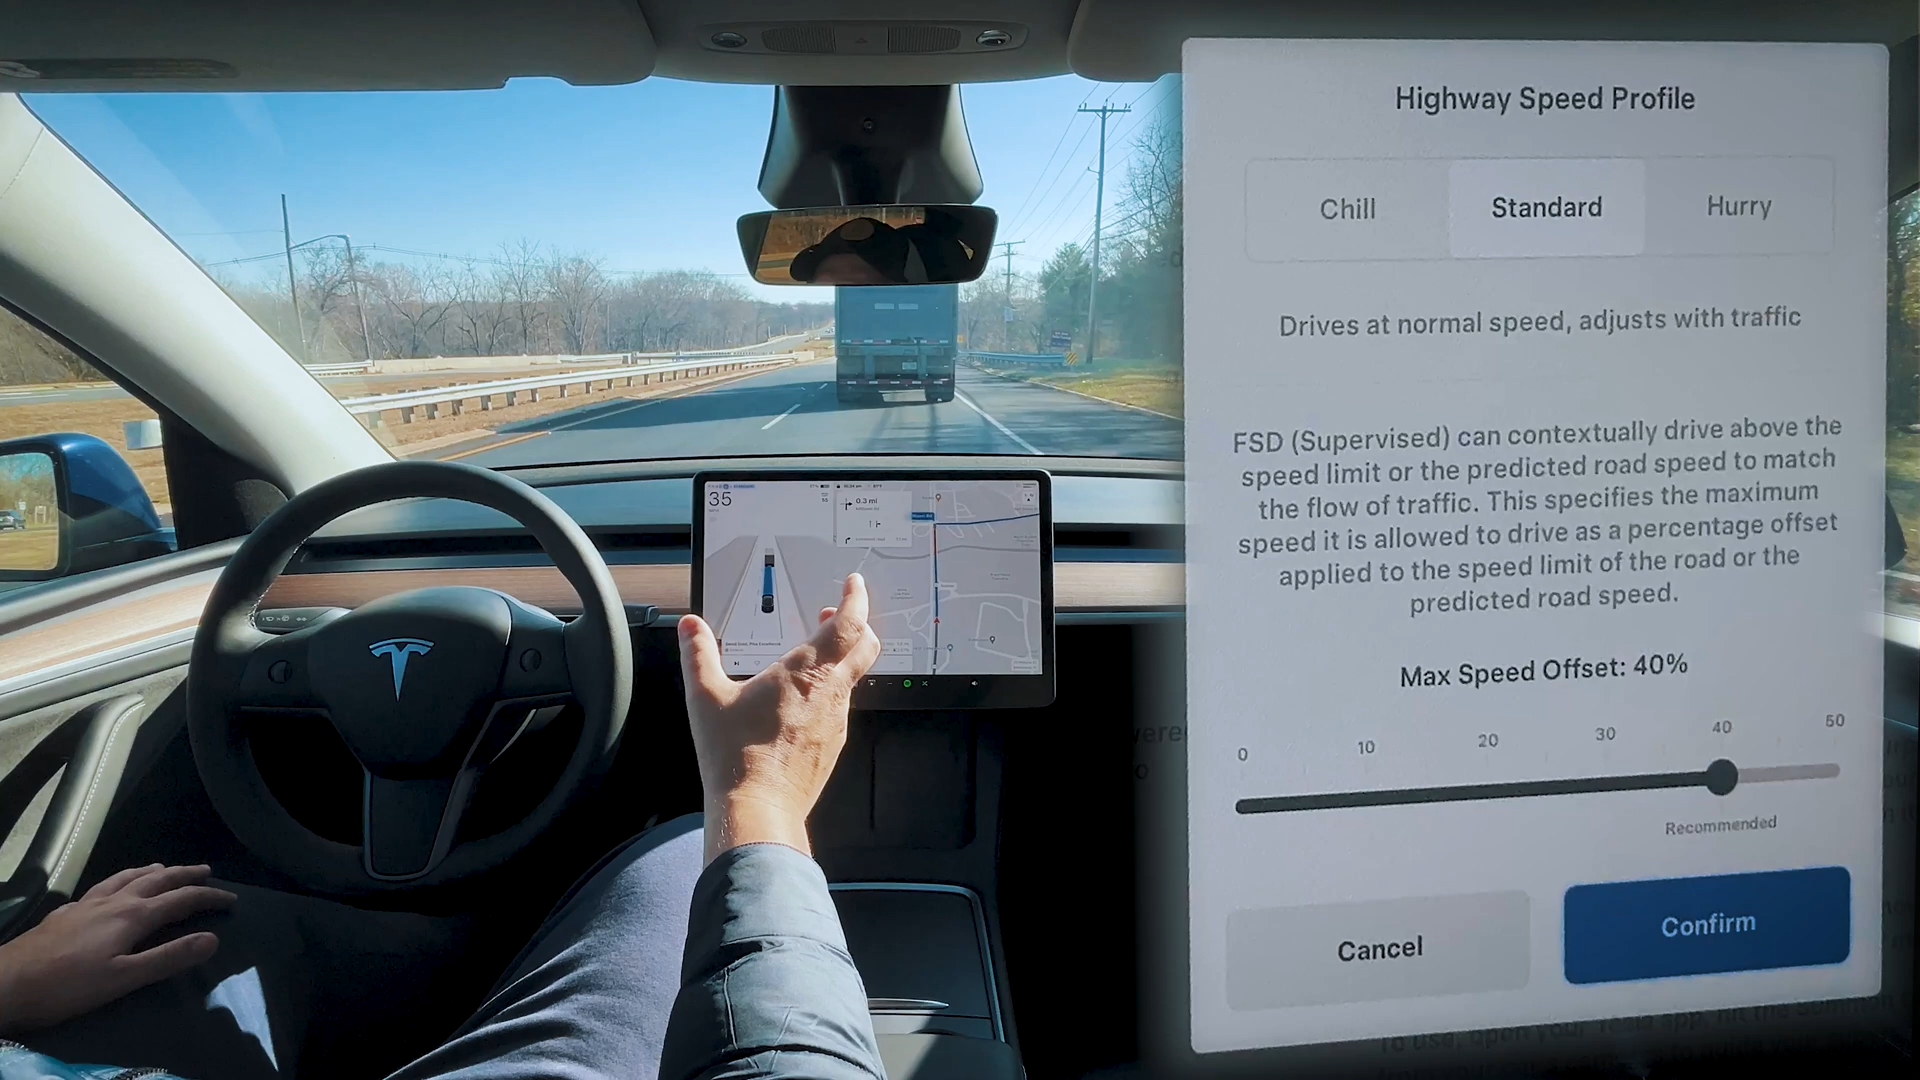 35
0.3 mi
Highway Speed Profile
Chill
Standard
Hurry
Drives at normal speed, adjusts with traffic
FSD (Supervised) can contextually drive above the
speed limit or the predicted road speed to match
the flow of traffic. This specifies the maximum
speed it is allowed to drive as a percentage offset
applied to the speed limit of the road or the
predicted road speed.
Max Speed Offset: 40%
0
10
20
30
40
50
Recommended
Cancel
Confirm